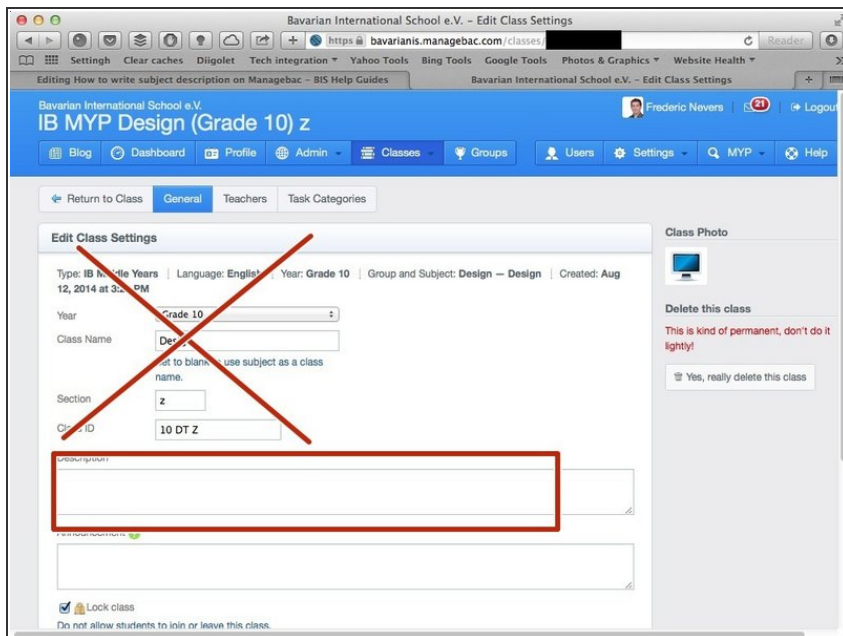 Bavarian International School e.V. – Edit Class Settings
https bavarianis.managebac.com/classes/ Reader
Settingh Clear caches Diigolet Tech integration Yahoo Tools Bing Tools Google Tools Photos & Graphics Website Health
Editing How to write subject description on Managebac – BIS Help Guides Bavarian International School e.V. – Edit Class Settings
Bavarian International School e.V. Frederic Nevers 21 Logout
IB MYP Design (Grade 10) z
Blog Dashboard Profile Admin Classes Groups Users Settings MYP Help
Return to Class General Teachers Task Categories
Edit Class Settings
Type: IB Middle Years | Language: English | Year: Grade 10 | Group and Subject: Design — Design | Created: Aug
12, 2014 at PM
Year Grade 10
Class Name
to blank use subject as a class
name.
Section z
Class ID 10 DT Z
Description
Announcement
Lock class
Do not allow students to join or leave this class.
Class Photo
Delete this class
This is kind of permanent, don't do it
lightly!
Yes, really delete this class